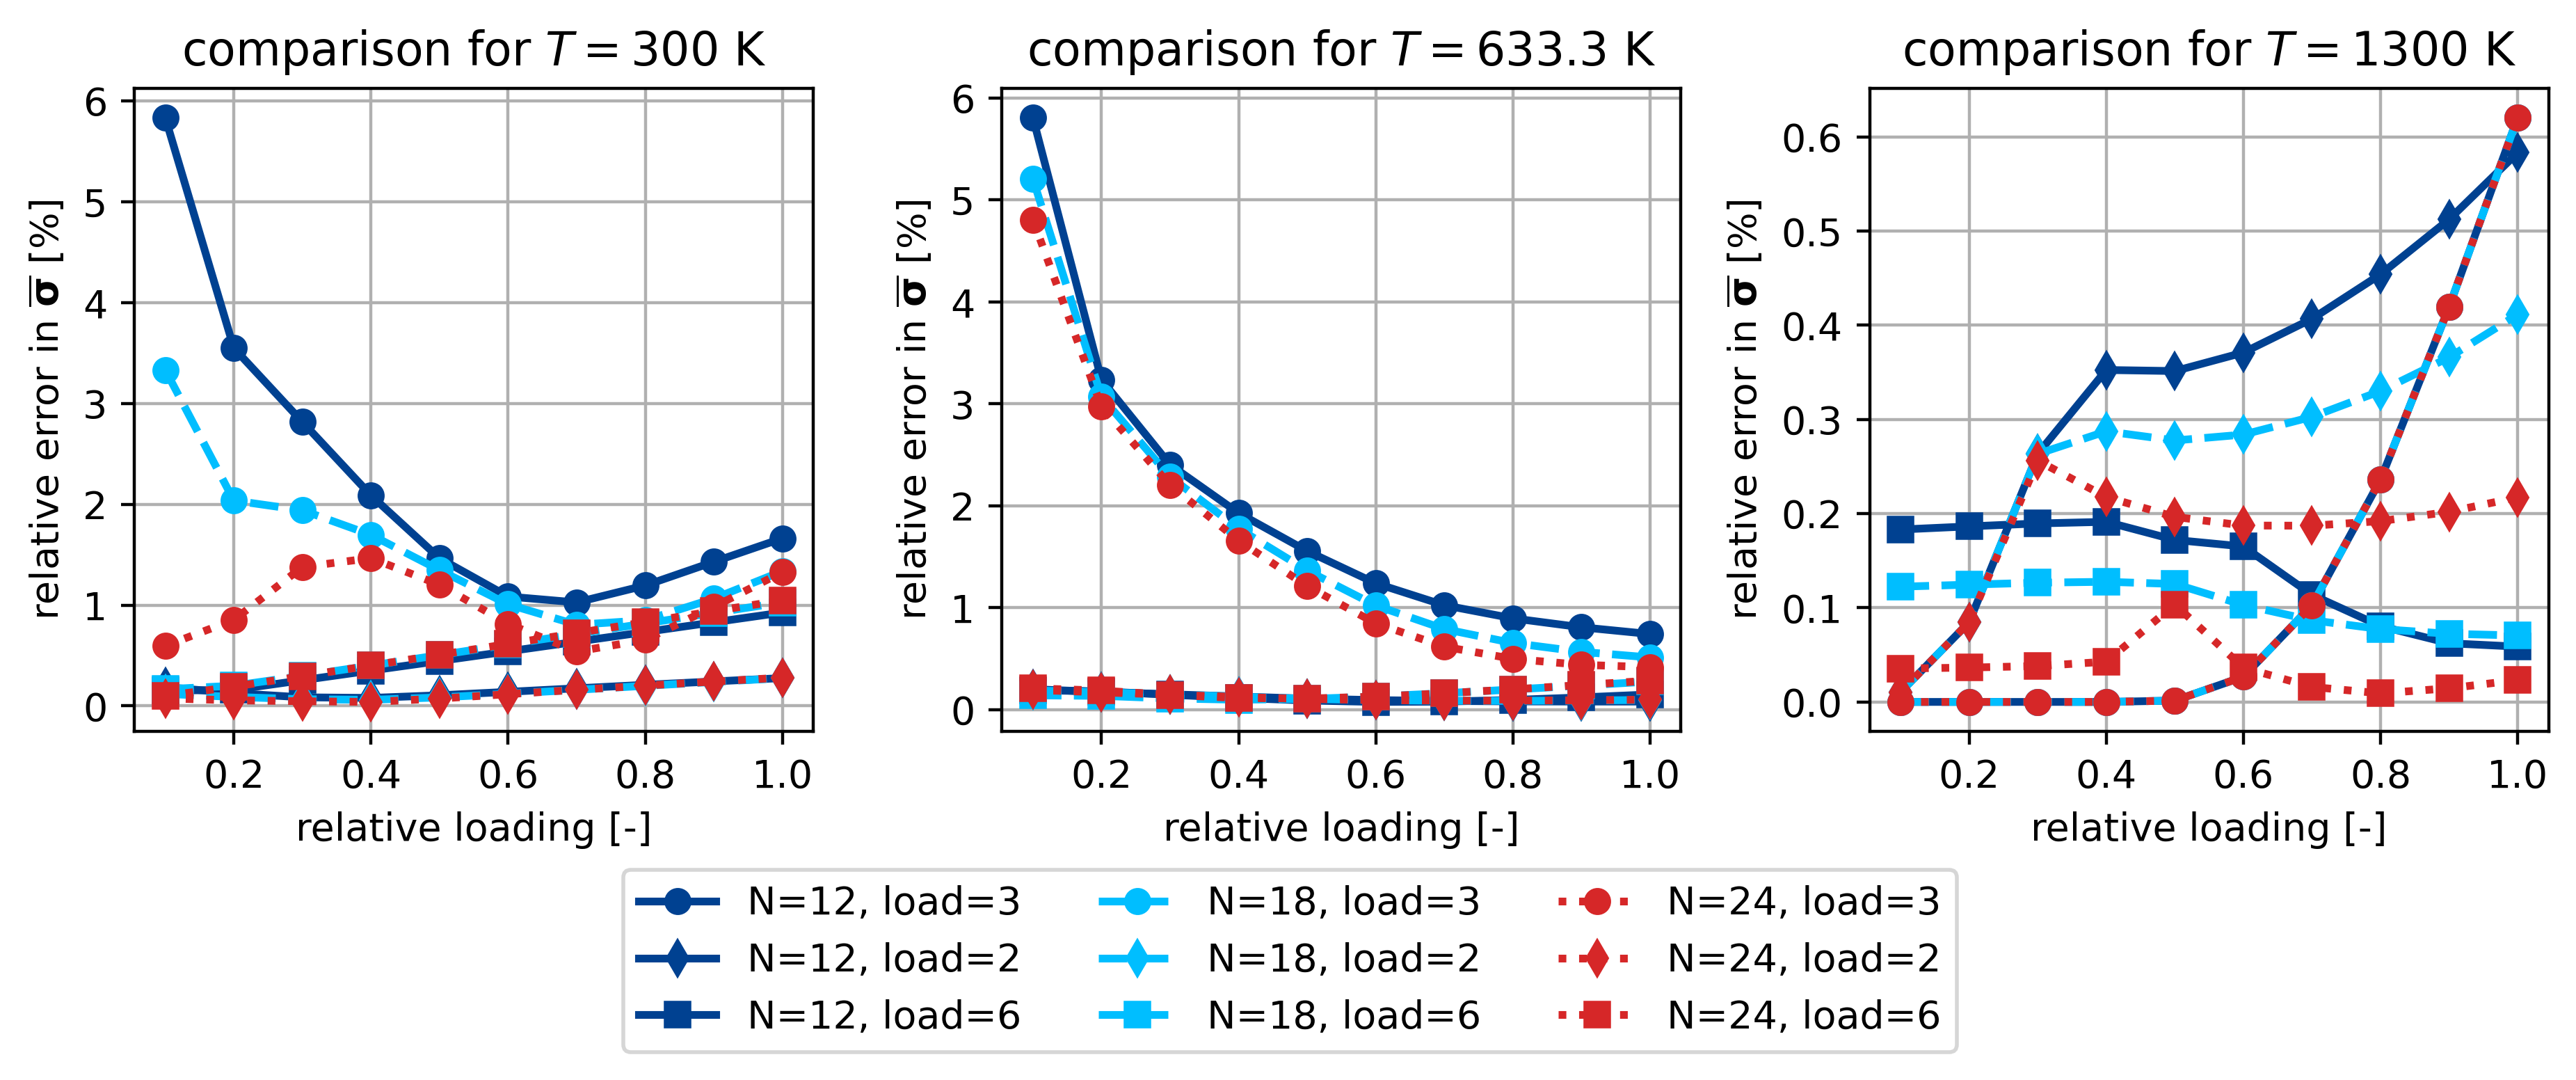 comparison for T = 300 K
comparison for T = 633.3 K
comparison for T = 1300 K
relative error in σ̅ [%]
6
5
4
3
2
1
0
0.2 0.4 0.6 0.8 1.0
relative loading [-]
relative error in σ̅ [%]
6
5
4
3
2
1
0
0.2 0.4 0.6 0.8 1.0
relative loading [-]
relative error in σ̅ [%]
0.6
0.5
0.4
0.3
0.2
0.1
0.0
0.2 0.4 0.6 0.8 1.0
relative loading [-]
N=12, load=3
N=12, load=2
N=12, load=6
N=18, load=3
N=18, load=2
N=18, load=6
N=24, load=3
N=24, load=2
N=24, load=6